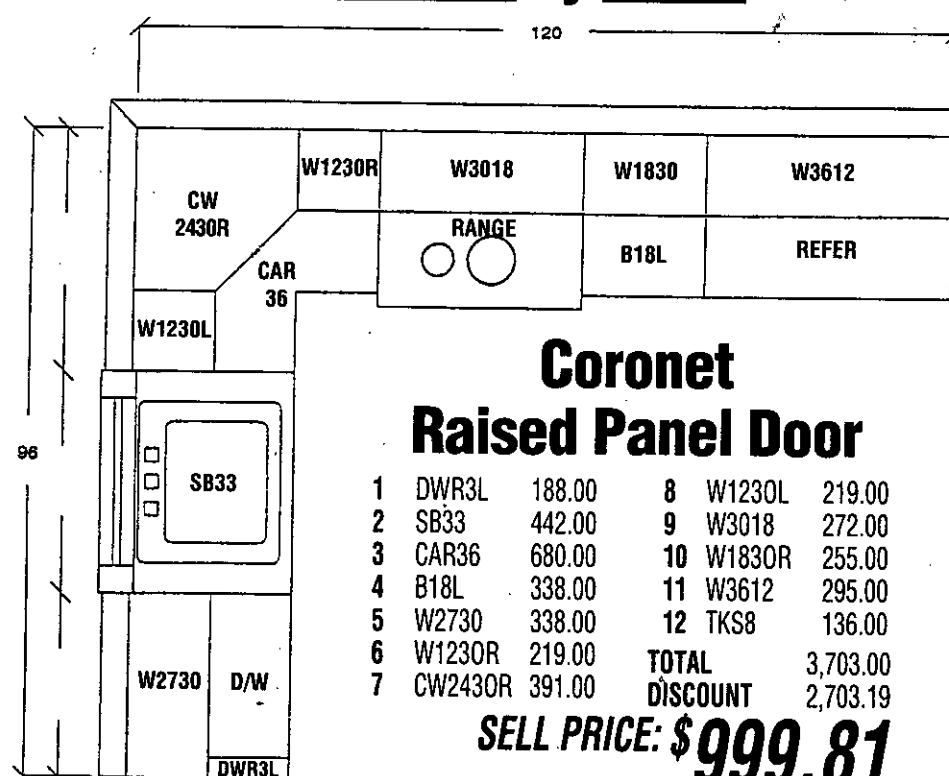 120
W1230R W3018 W1830 W3612
CW
2430R
RANGE
B18L REFER
CAR
36
W1230L
96
SB33
W2730 D/W
DWR3L
Coronet
Raised Panel Door
1 DWR3L 188.00
2 SB33 442.00
3 CAR36 680.00
4 B18L 338.00
5 W2730 338.00
6 W123OR 219.00
7 CW243OR 391.00
8 W123OL 219.00
9 W3018 272.00
10 W183OR 255.00
11 W3612 295.00
12 TKS8 136.00
TOTAL 3,703.00
DISCOUNT 2,703.19
SELL PRICE: $999.81